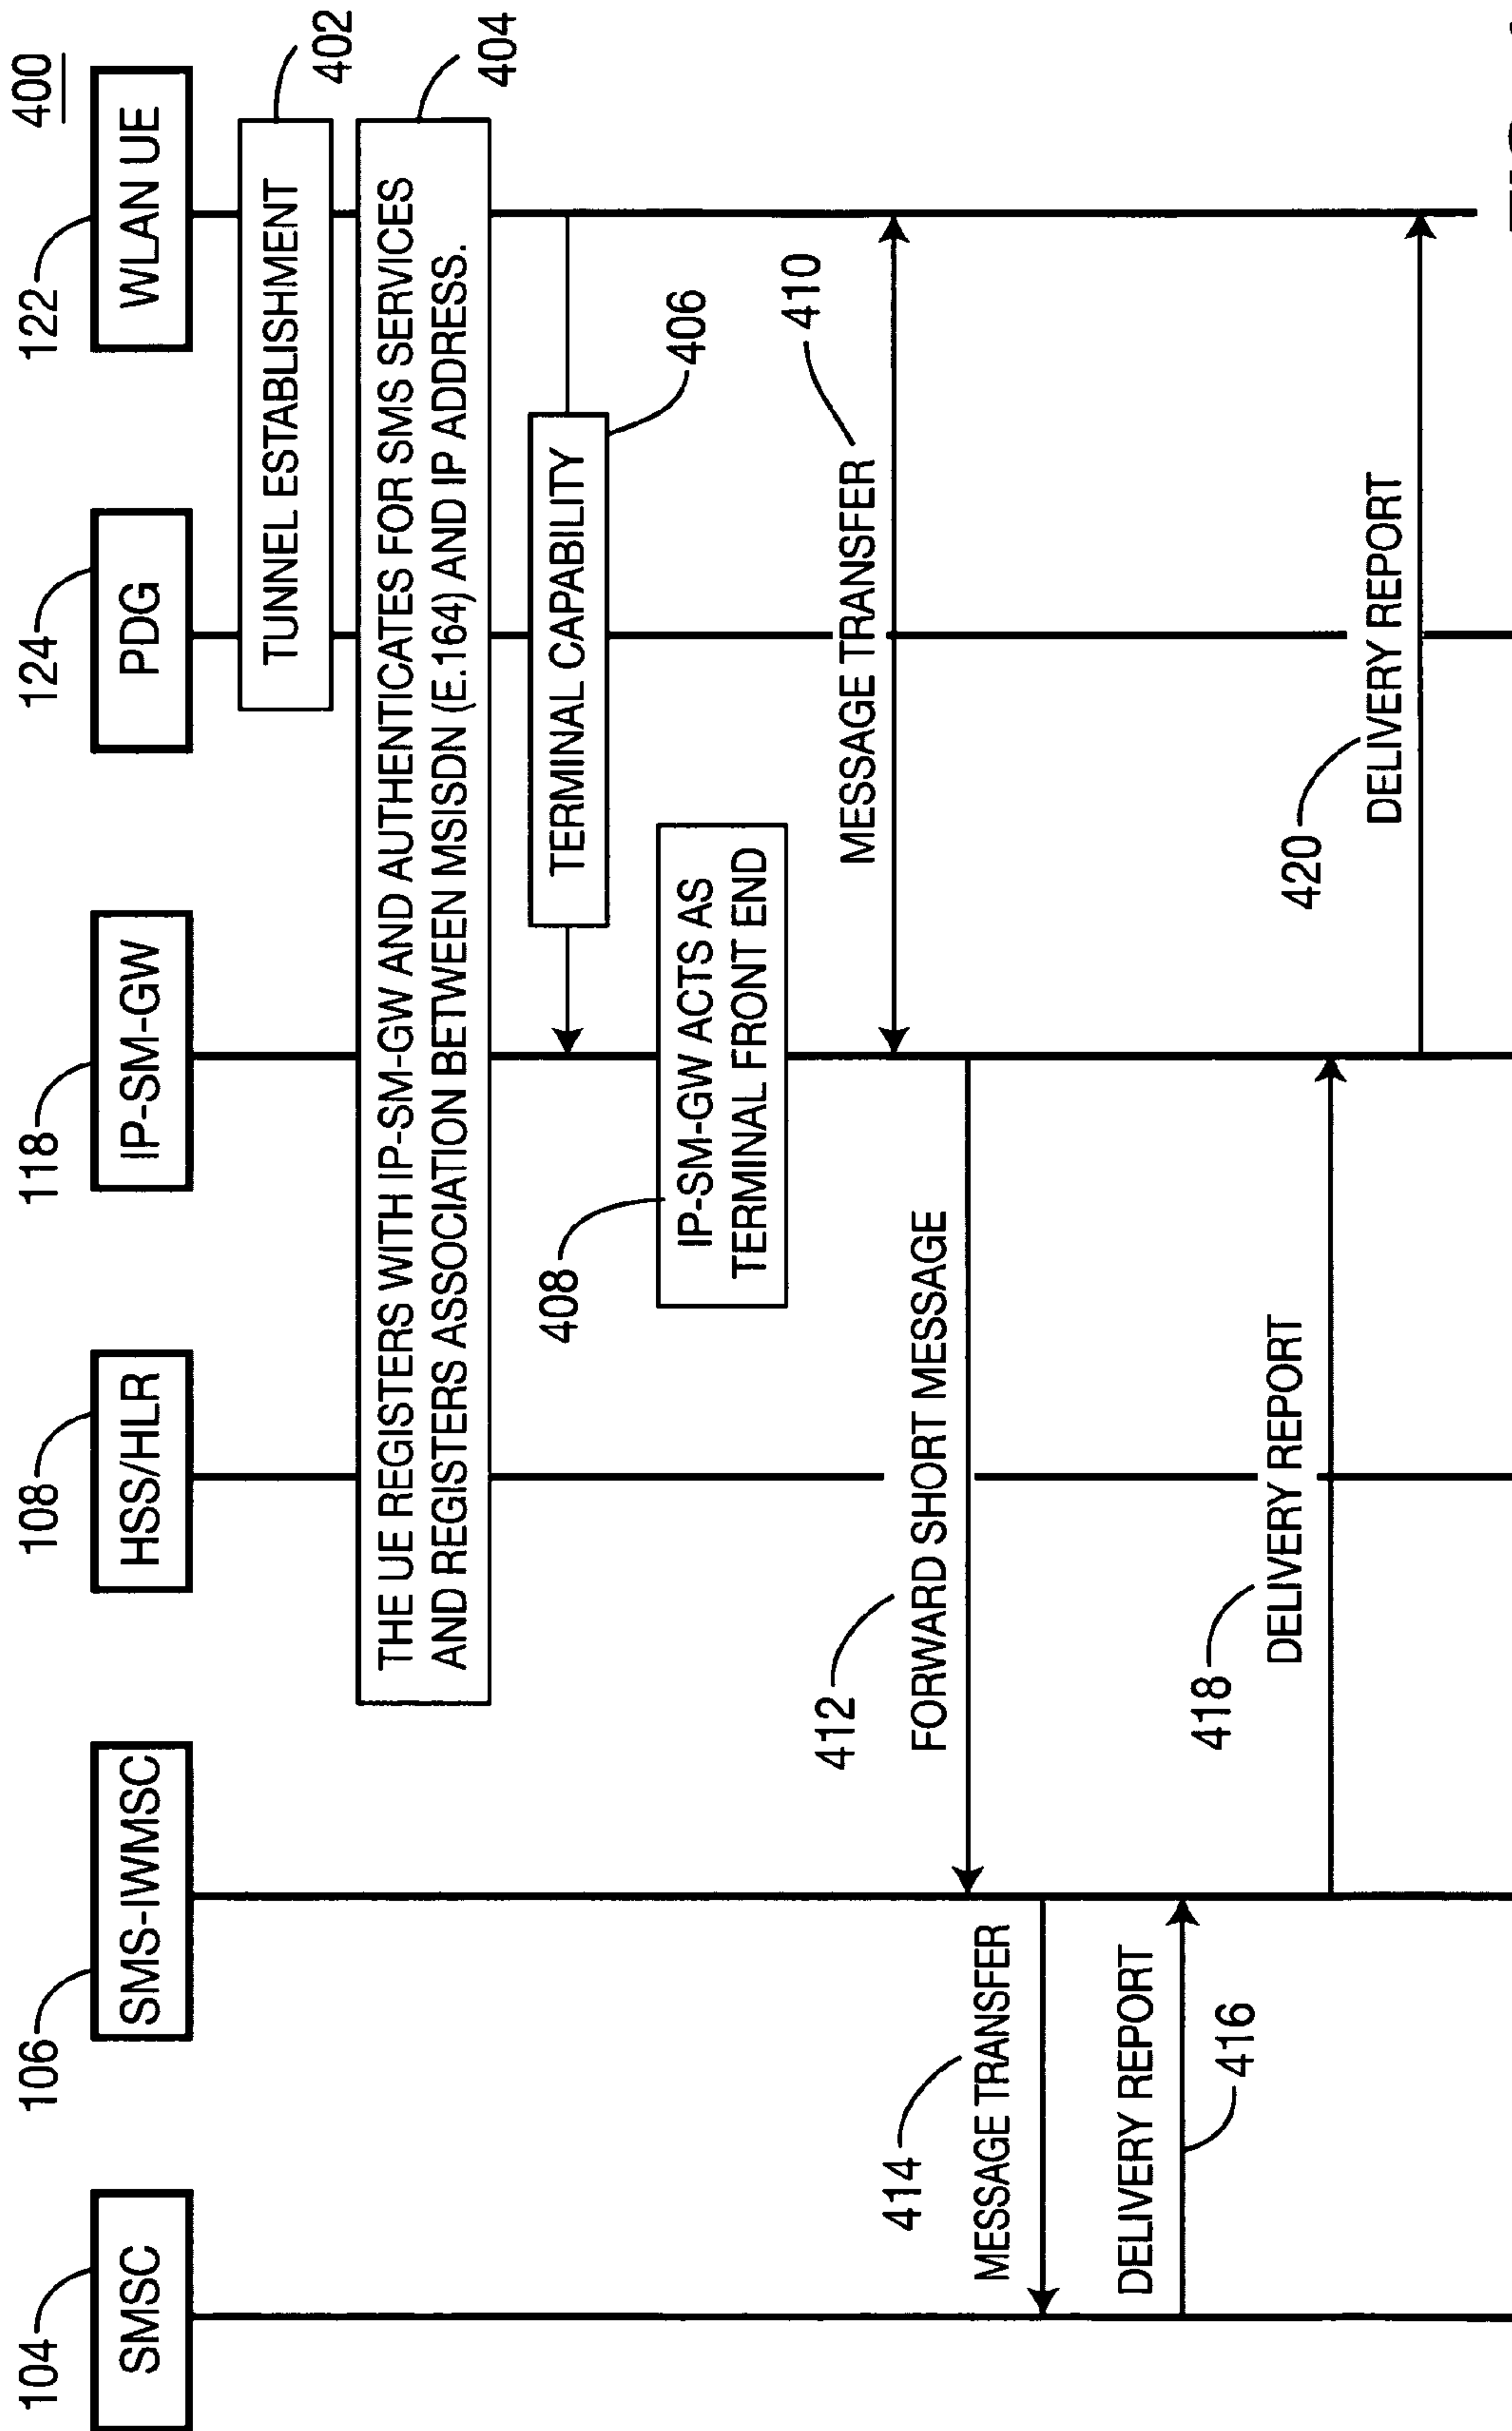 400
104
106
108
118
124
122
SMSC
SMS-IWMSC
HSS/HLR
IP-SM-GW
PDG
WLAN UE
TUNNEL ESTABLISHMENT
402
THE UE REGISTERS WITH IP-SM-GW AND AUTHENTICATES FOR SMS SERVICES
AND REGISTERS ASSOCIATION BETWEEN MSISDN (E.164) AND IP ADDRESS.
404
TERMINAL CAPABILITY
406
408
IP-SM-GW ACTS AS
TERMINAL FRONT END
410
MESSAGE TRANSFER
412
FORWARD SHORT MESSAGE
414
MESSAGE TRANSFER
DELIVERY REPORT
416
418
DELIVERY REPORT
420
DELIVERY REPORT